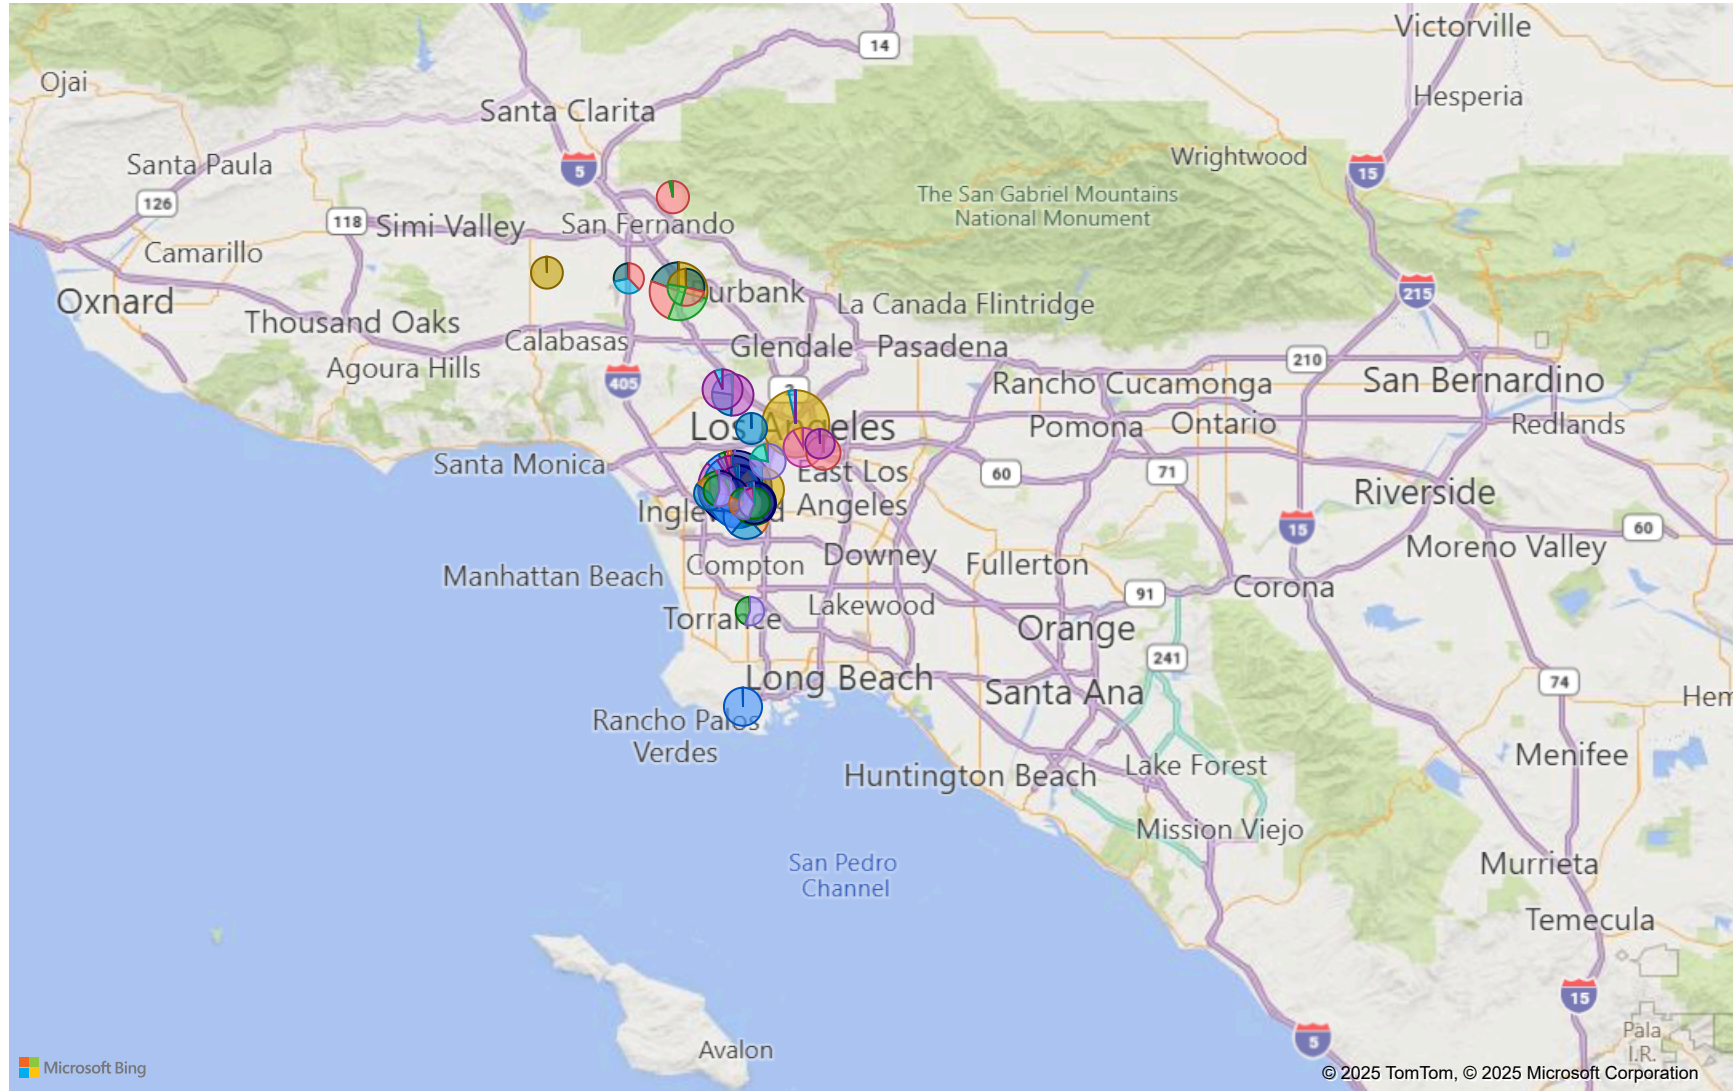 Victorville
14
Ojai
Hesperia
Santa Clarita
5
Wrightwood
15
Santa Paula
The San Gabriel Mountains
National Monument
126
118
Simi Valley
San Fernando
Camarillo
Oxnard
urbank
La Canada Flintridge
215
Thousand Oaks
Calabasas
Glendale
Pasadena
210
Agoura Hills
405
Rancho Cucamonga
San Bernardino
2
Los Angeles
Pomona
Ontario
Redlands
Santa Monica
East Los
Angeles
60
71
Riverside
15
60
Moreno Valley
Downey
Fullerton
Compton
Manhattan Beach
91
Corona
Torrance
Lakewood
Orange
241
Long Beach
Santa Ana
74
Hem
Rancho Palos
Verdes
Menifee
Huntington Beach
Lake Forest
Mission Viejo
San Pedro
Channel
Murrieta
Temecula
15
Pala
I.R.
5
Avalon
Microsoft Bing
© 2025 TomTom, © 2025 Microsoft Corporation